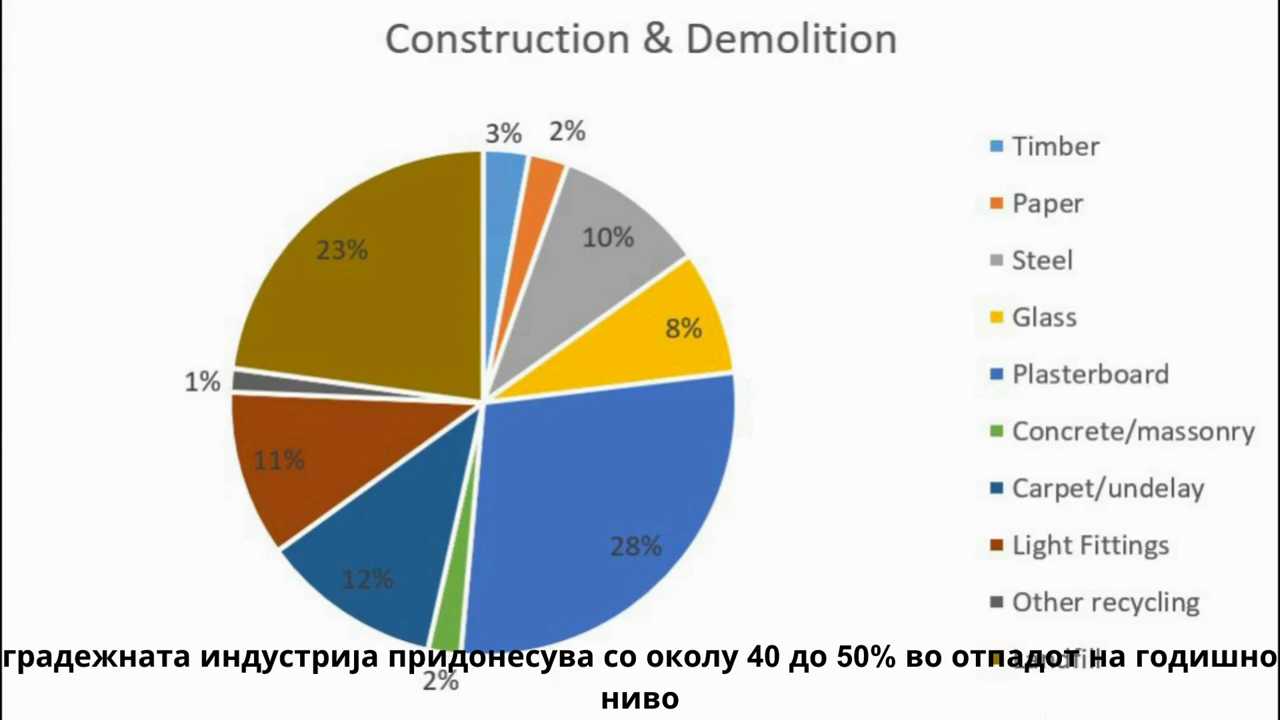 Construction & Demolition
3%
2%
10%
8%
28%
2%
12%
11%
1%
23%
Timber
Paper
Steel
Glass
Plasterboard
Concrete/massonry
Carpet/undelay
Light Fittings
Other recycling
Landfill
градежната индустрија придонесува со околу 40 до 50% во отпадот на годишно
ниво